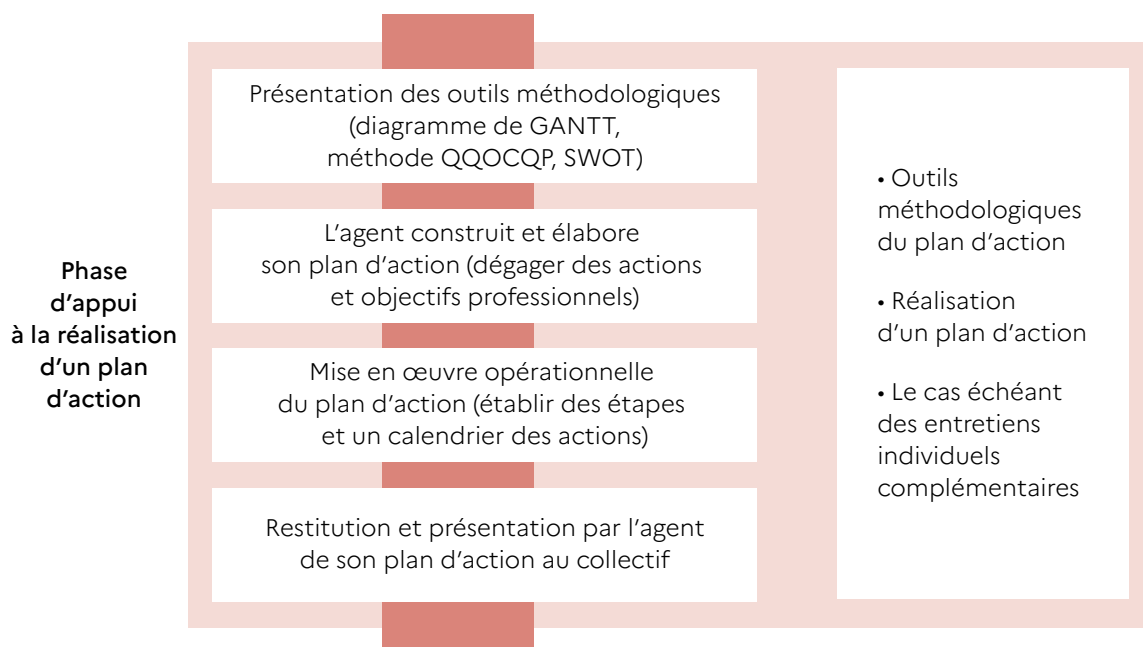 Phase
d’appui
à la réalisation
d’un plan
d’action
Présentation des outils méthodologiques
(diagramme de GANTT,
méthode QQOCQP, SWOT)
L’agent construit et élabore
son plan d’action (dégager des actions
et objectifs professionnels)
Mise en œuvre opérationnelle
du plan d’action (établir des étapes
et un calendrier des actions)
Restitution et présentation par l’agent
de son plan d’action au collectif
• Outils
méthodologiques
du plan d’action
• Réalisation
d’un plan d’action
• Le cas échéant
des entretiens
individuels
complémentaires